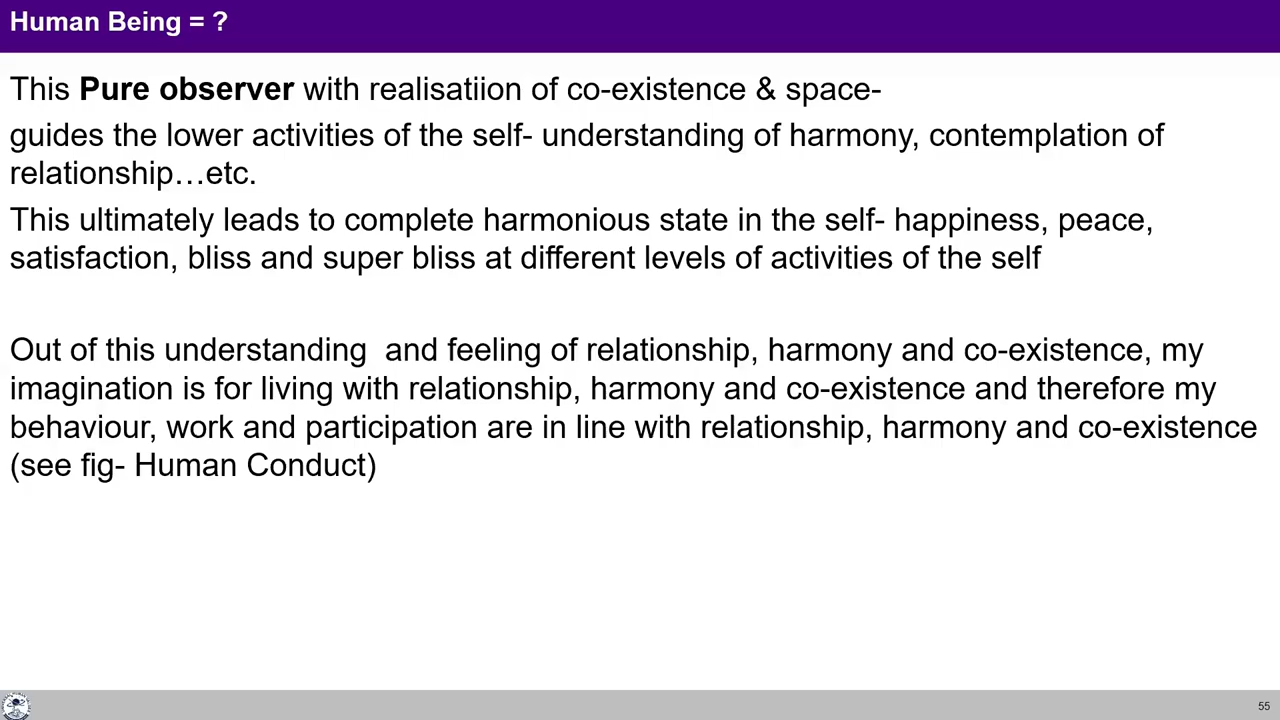 Human Being = ?
This Pure observer with realisatiion of co-existence & space-
guides the lower activities of the self- understanding of harmony, contemplation of
relationship…etc.
This ultimately leads to complete harmonious state in the self- happiness, peace,
satisfaction, bliss and super bliss at different levels of activities of the self
Out of this understanding  and feeling of relationship, harmony and co-existence, my
imagination is for living with relationship, harmony and co-existence and therefore my
behaviour, work and participation are in line with relationship, harmony and co-existence
(see fig- Human Conduct)
55